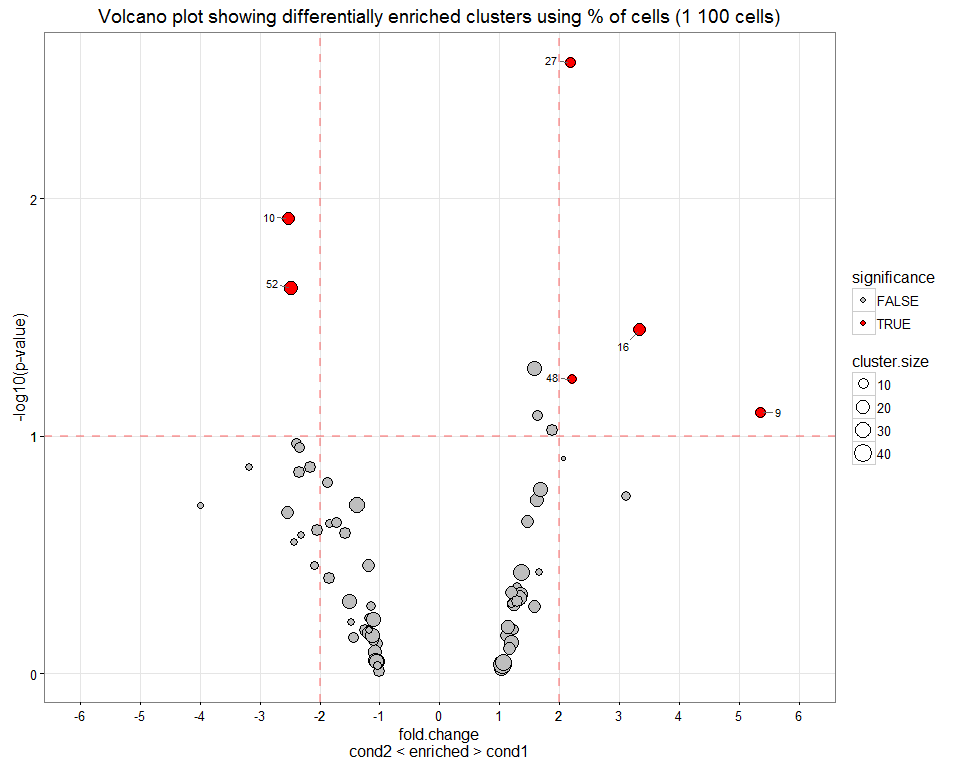 Volcano plot showing differentially enriched clusters using % of cells (1 100 cells)
27
10
52
16
48
9
-log10(p-value)
2
1
0
-6 -5 -4 -3 -2 -1 0 1 2 3 4 5 6
fold.change
cond2 < enriched > cond1
significance
FALSE
TRUE
cluster.size
10
20
30
40